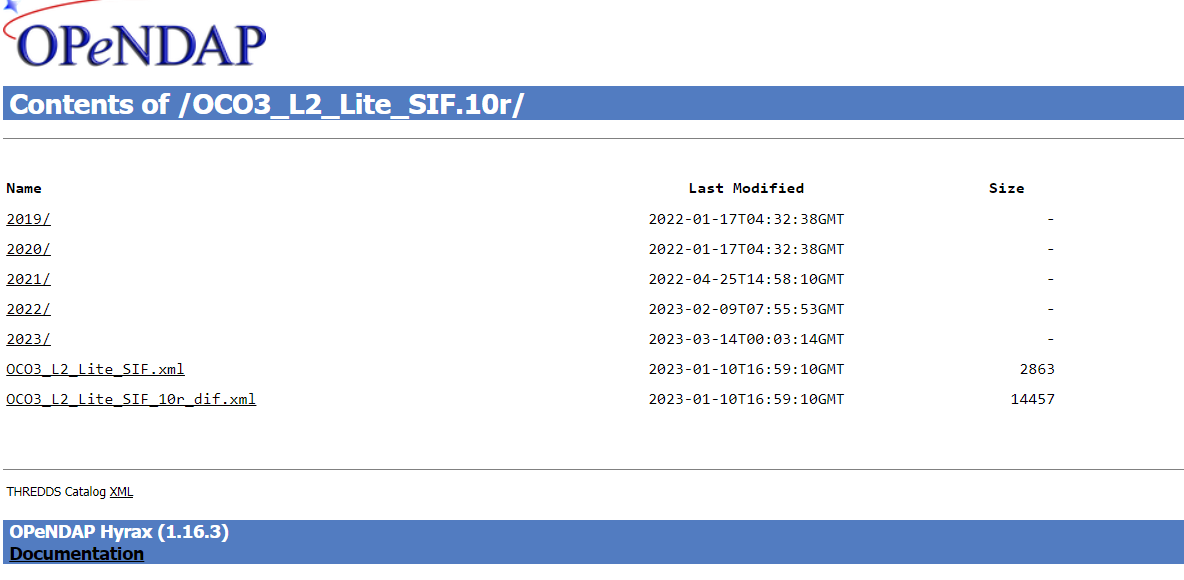 OPeNDAP
Contents of /OCO3_L2_Lite_SIF.10r/
Name Last Modified Size
2019/ 2022-01-17T04:32:38GMT -
2020/ 2022-01-17T04:32:38GMT -
2021/ 2022-04-25T14:58:10GMT -
2022/ 2023-02-09T07:55:53GMT -
2023/ 2023-03-14T00:03:14GMT -
OCO3_L2_Lite_SIF.xml 2023-01-10T16:59:10GMT 2863
OCO3_L2_Lite_SIF_10r_dif.xml 2023-01-10T16:59:10GMT 14457
THREDDS Catalog XML
OPeNDAP Hyrax (1.16.3)
Documentation